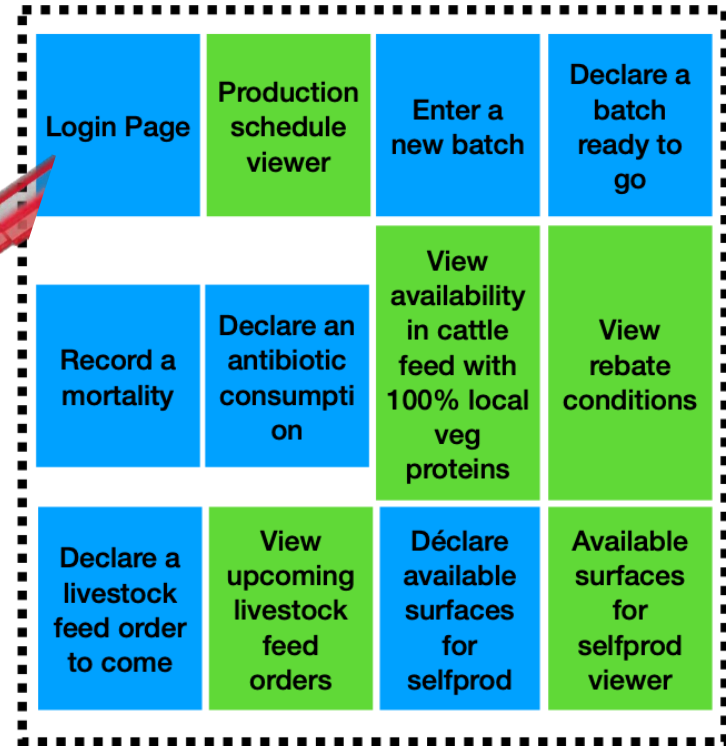 Login Page
Production
schedule
viewer
Enter a
new batch
Declare a
batch
ready to
go
Record a
mortality
Declare an
antibiotic
consumpti
on
View
availability
in cattle
feed with
100% local
veg
proteins
View
rebate
conditions
Declare a
livestock
feed order
to come
View
upcoming
livestock
feed
orders
Déclare
available
surfaces
for
selfprod
Available
surfaces
for
selfprod
viewer